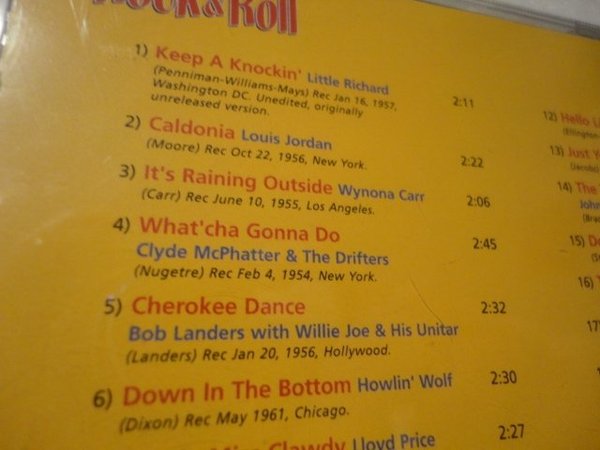 Rock & Roll
1) Keep A Knockin' Little Richard
(Penniman-Williams-Mays) Rec Jan 16, 1957,
Washington DC. Unedited, originally
unreleased version. 2:11
2) Caldonia Louis Jordan
(Moore) Rec Oct 22, 1956, New York. 2:22
3) It's Raining Outside Wynona Carr 2:06
(Carr) Rec June 10, 1955, Los Angeles.
4) What'cha Gonna Do 2:45
Clyde McPhatter & The Drifters
(Nugetre) Rec Feb 4, 1954, New York.
5) Cherokee Dance 2:32
Bob Landers with Willie Joe & His Unitar
(Landers) Rec Jan 20, 1956, Hollywood.
6) Down In The Bottom Howlin' Wolf 2:30
(Dixon) Rec May 1961, Chicago.
Clawdy Lloyd Price 2:27
12) Hello
13) Just
14) The
15)
16)
17